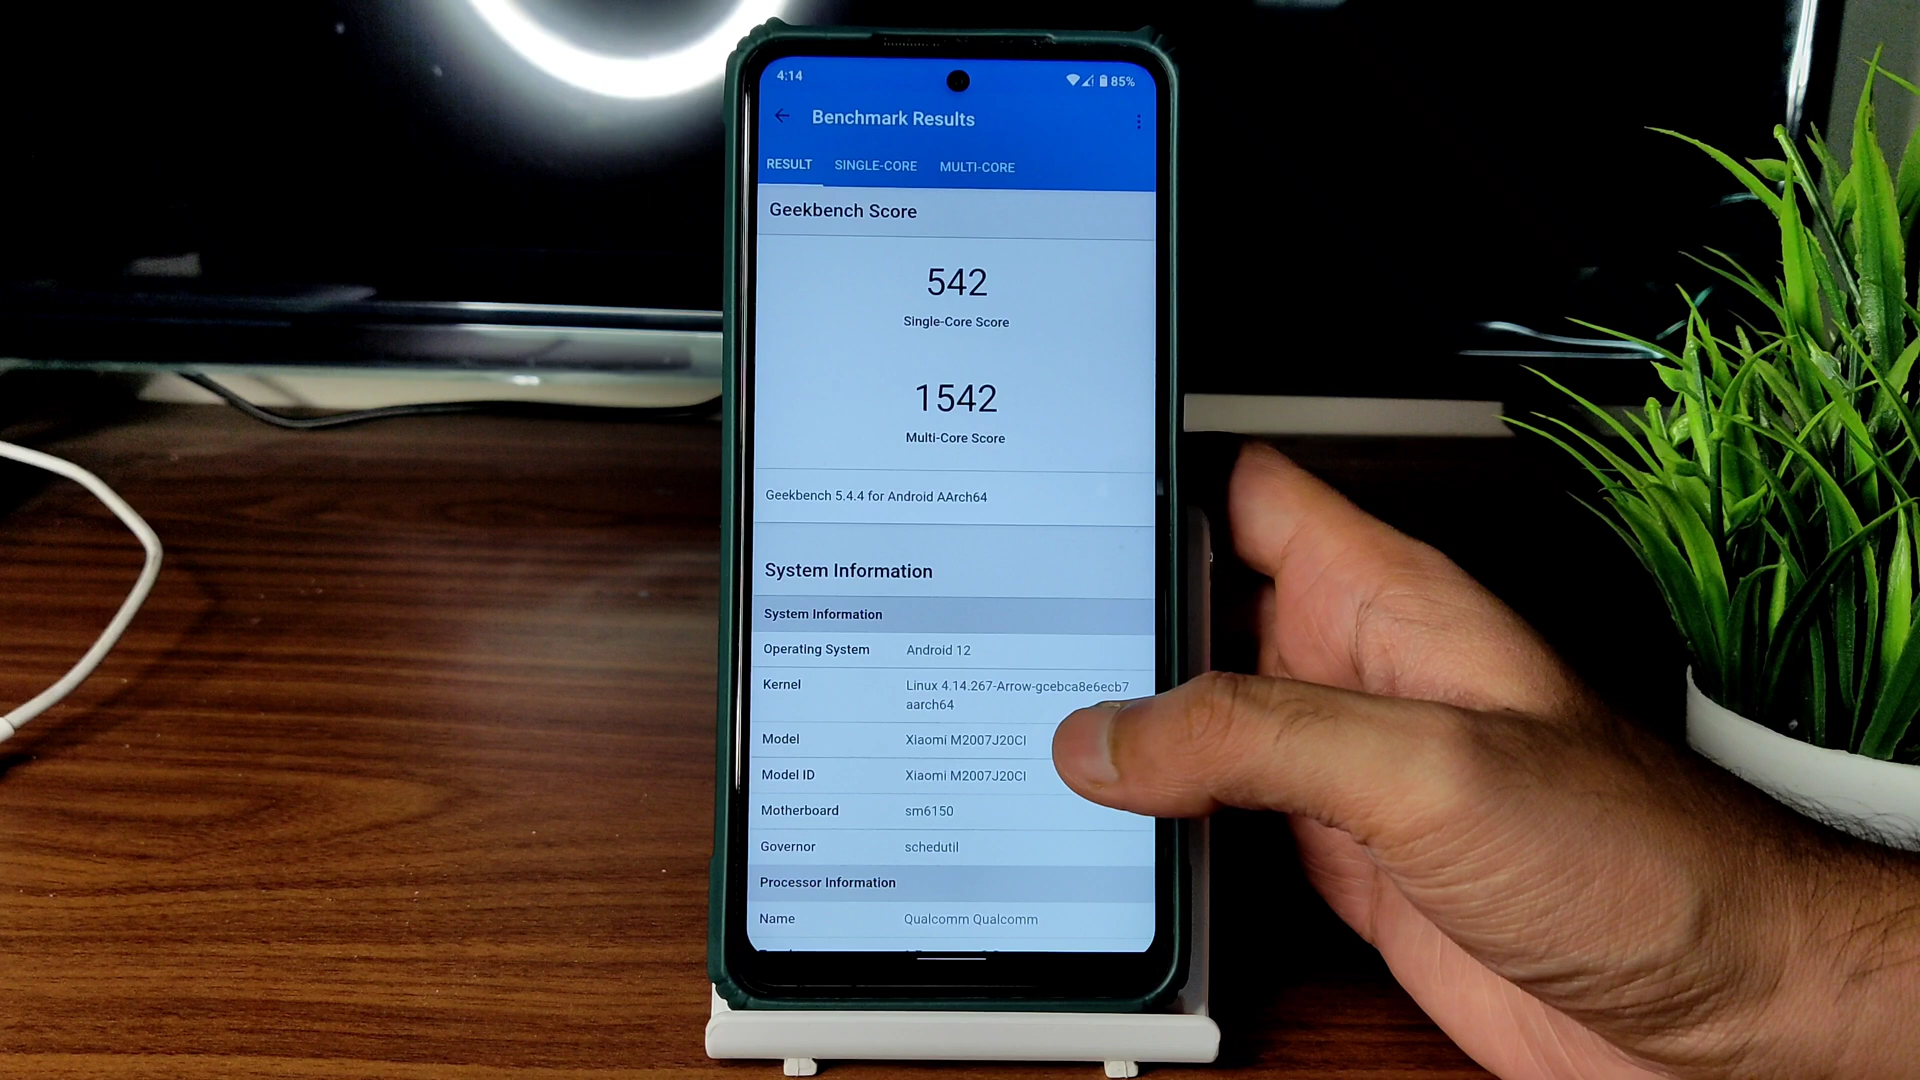 4:14
85%
Benchmark Results
RESULT SINGLE-CORE MULTI-CORE
Geekbench Score
542
Single-Core Score
1542
Multi-Core Score
Geekbench 5.4.4 for Android AArch64
System Information
System Information
Operating System Android 12
Kernel Linux 4.14.267-Arrow-gcebca8e6ecb7
aarch64
Model Xiaomi M2007J20CI
Model ID Xiaomi M2007J20CI
Motherboard sm6150
Governor schedutil
Processor Information
Name Qualcomm Qualcomm